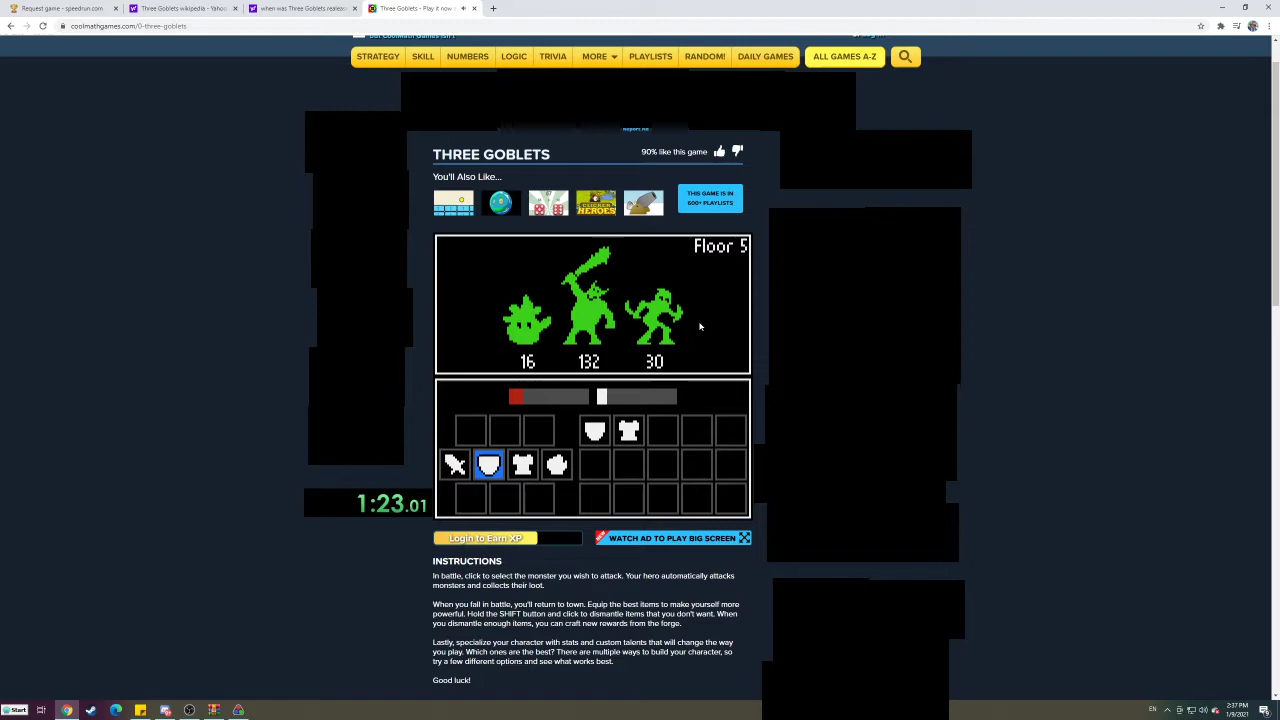 Request game - speedrun.com
Three Goblets wikipedia - Yahoo
when was Three Goblets realease
Three Goblets - Play it now
coolmathgames.com/0-three-goblets
but CoolMath Games isn't
STRATEGY SKILL NUMBERS LOGIC TRIVIA MORE PLAYLISTS RANDOM! DAILY GAMES ALL GAMES A-Z
Report Ad
THREE GOBLETS
90% like this game
You'll Also Like...
CLICKER
HEROES
THIS GAME IS IN
600+ PLAYLISTS
Floor 5
16 132 30
1:23.01
Login to Earn XP
WATCH AD TO PLAY BIG SCREEN
INSTRUCTIONS
In battle, click to select the monster you wish to attack. Your hero automatically attacks
monsters and collects their loot.
When you fall in battle, you'll return to town. Equip the best items to make yourself more
powerful. Hold the SHIFT button and click to dismantle items that you don't want. When
you dismantle enough items, you can craft new rewards from the forge.
Lastly, specialize your character with stats and custom talents that will change the way
you play. Which ones are the best? There are multiple ways to build your character, so
try a few different options and see what works best.
Good luck!
Start
EN
2:37 PM
1/9/2021